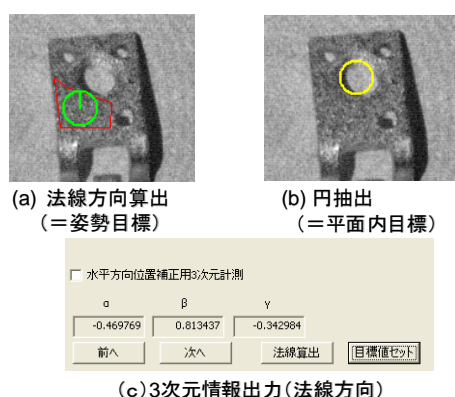 (a) 法線方向算出
(＝姿勢目標)
(b) 円抽出
(＝平面内目標)
水平方向位置補正用3次元計測
α β γ
-0.469769 0.813437 -0.342984
前へ 次へ 法線算出 目標値セット
(c)3次元情報出力(法線方向)